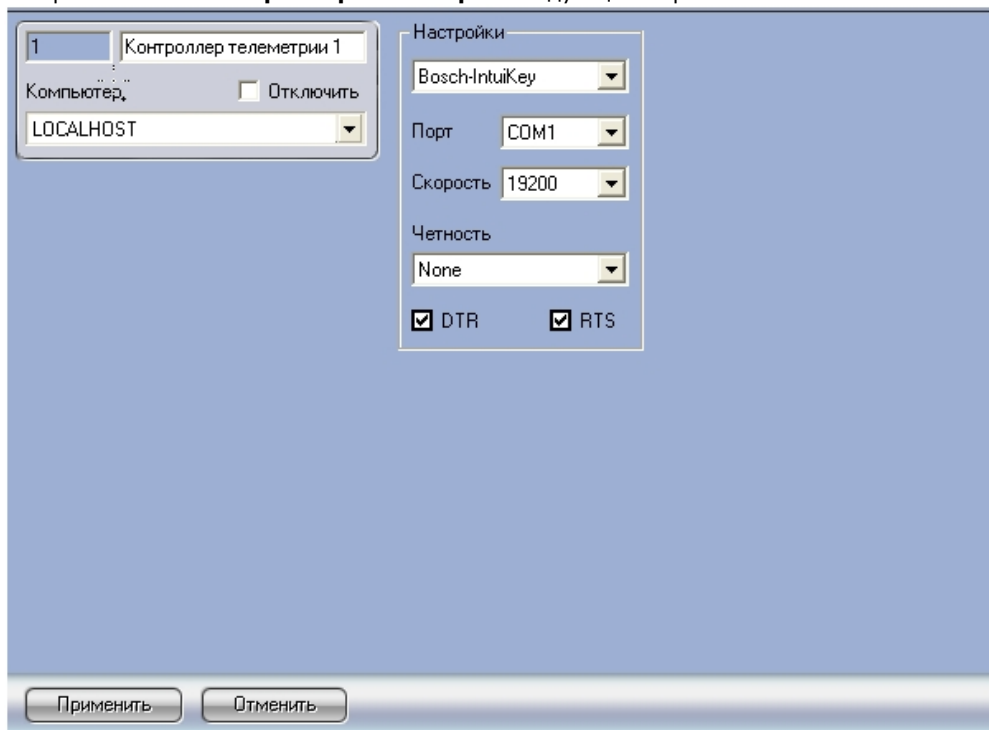 1 Контроллер телеметрии 1
Компьютер
Отключить
LOCALHOST
Настройки
Bosch-IntuiKey
Порт COM1
Скорость 19200
Четность
None
DTR RTS
Применить Отменить